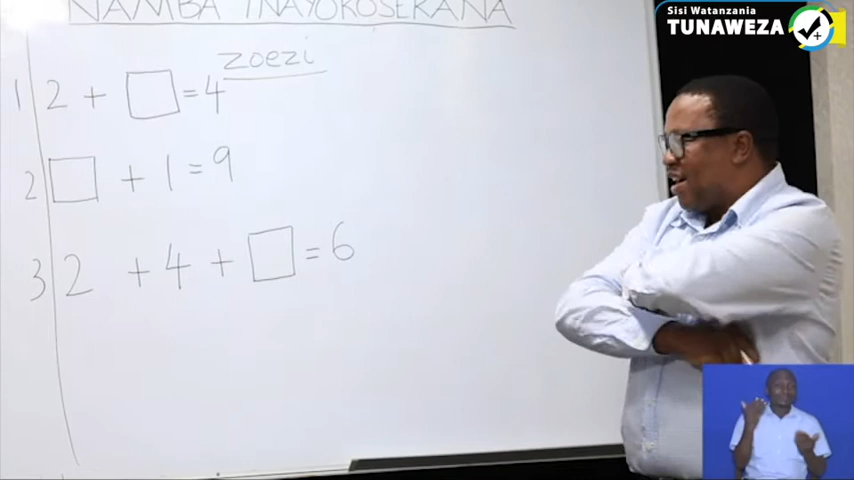 NAMBA INAYOKOSEKANA
zoezi
1 2 + □ = 4
2 □ + 1 = 9
3 2 + 4 + □ = 6
Sisi Watanzania
TUNAWEZA